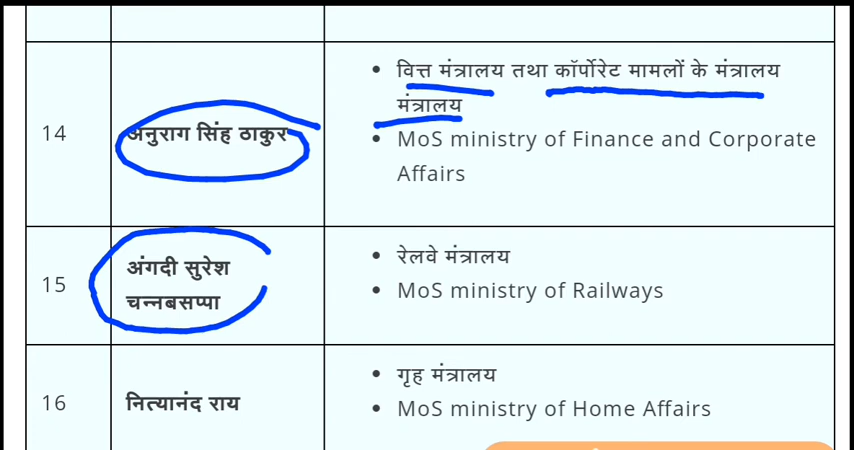 14
अनुराग सिंह ठाकुर
वित्त मंत्रालय तथा कॉर्पोरेट मामलों के मंत्रालय
मंत्रालय
MoS ministry of Finance and Corporate
Affairs
15
अंगदी सुरेश
चन्नबसप्पा
रेलवे मंत्रालय
MoS ministry of Railways
16
नित्यानंद राय
गृह मंत्रालय
MoS ministry of Home Affairs